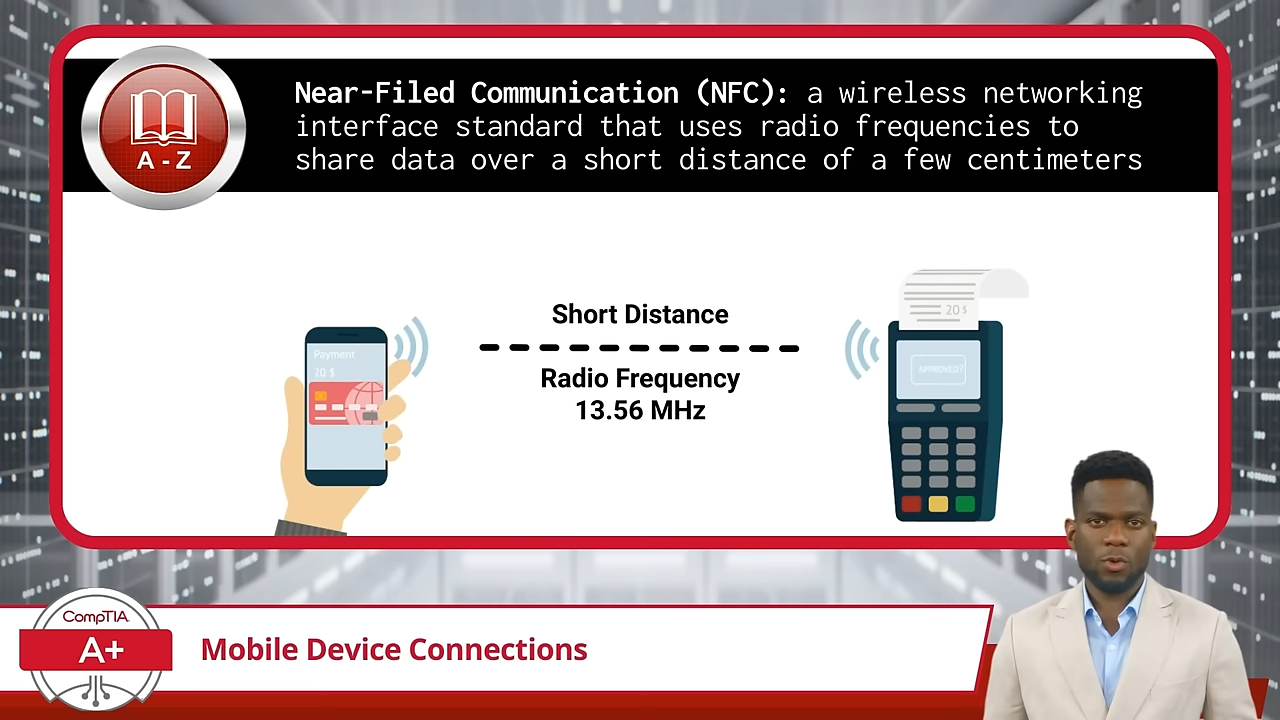 Near-Filed Communication (NFC): a wireless networking
interface standard that uses radio frequencies to
share data over a short distance of a few centimeters
A - Z
Short Distance
Radio Frequency
13.56 MHz
Payment
20 $
20 $
APPROVED?
CompTIA
A+
Mobile Device Connections